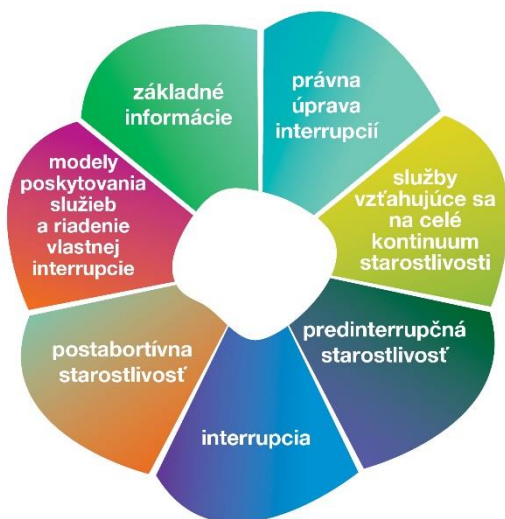 základné
informácie
právna
úprava
interrupcií
služby
vzťahujúce sa
na celé
kontinuum
starostlivosti
predinterrupčná
starostlivosť
interrupcia
postabortívna
starostlivosť
modely
poskytovania
služieb
a riadenie
vlastnej
interrupcie